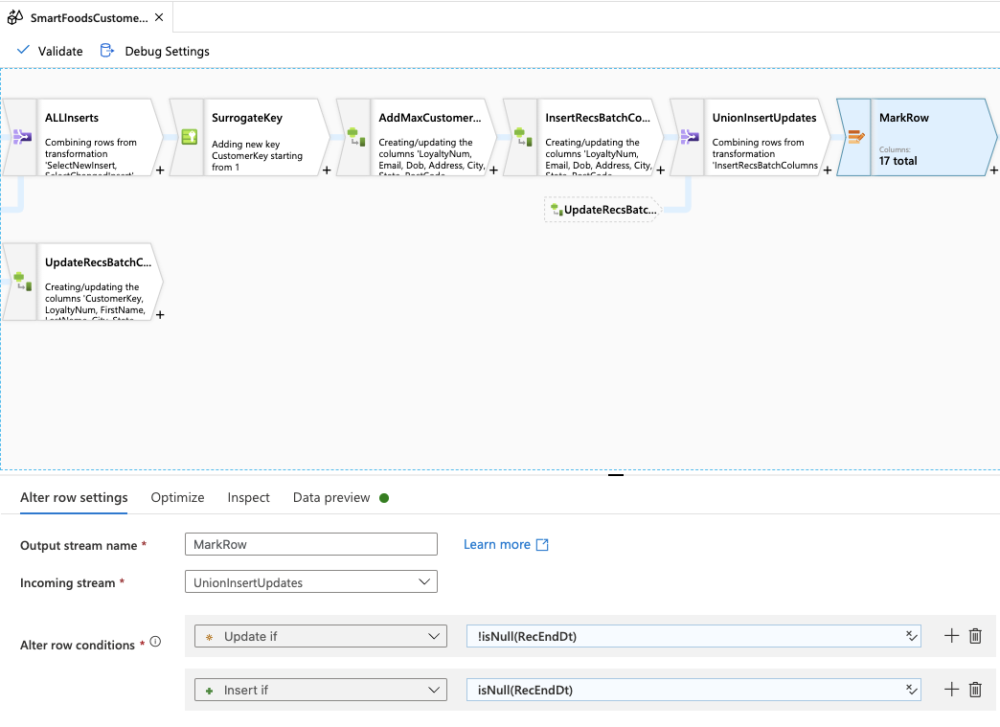 SmartFoodsCustome...
Validate
Debug Settings
ALLInserts
Combining rows from
transformation
'SelectNewInsert,
SelectChangedInsert'
SurrogateKey
Adding new key
CustomerKey starting
from 1
AddMaxCustomer...
Creating/updating the
columns 'LoyaltyNum,
Email, Dob, Address, City,
State, PostCode,
InsertRecsBatchCo...
Creating/updating the
columns 'LoyaltyNum,
Email, Dob, Address, City,
State, PostCode,
UnionInsertUpdates
Combining rows from
transformation
'InsertRecsBatchColumns
MarkRow
Columns:
17 total
UpdateRecsBatc...
UpdateRecsBatchC...
Creating/updating the
columns 'CustomerKey,
LoyaltyNum, FirstName,
LastName, City, State,
Alter row settings
Optimize
Inspect
Data preview
Output stream name *
MarkRow
Learn more
Incoming stream *
UnionInsertUpdates
Alter row conditions *
Update if
!isNull(RecEndDt)
Insert if
isNull(RecEndDt)